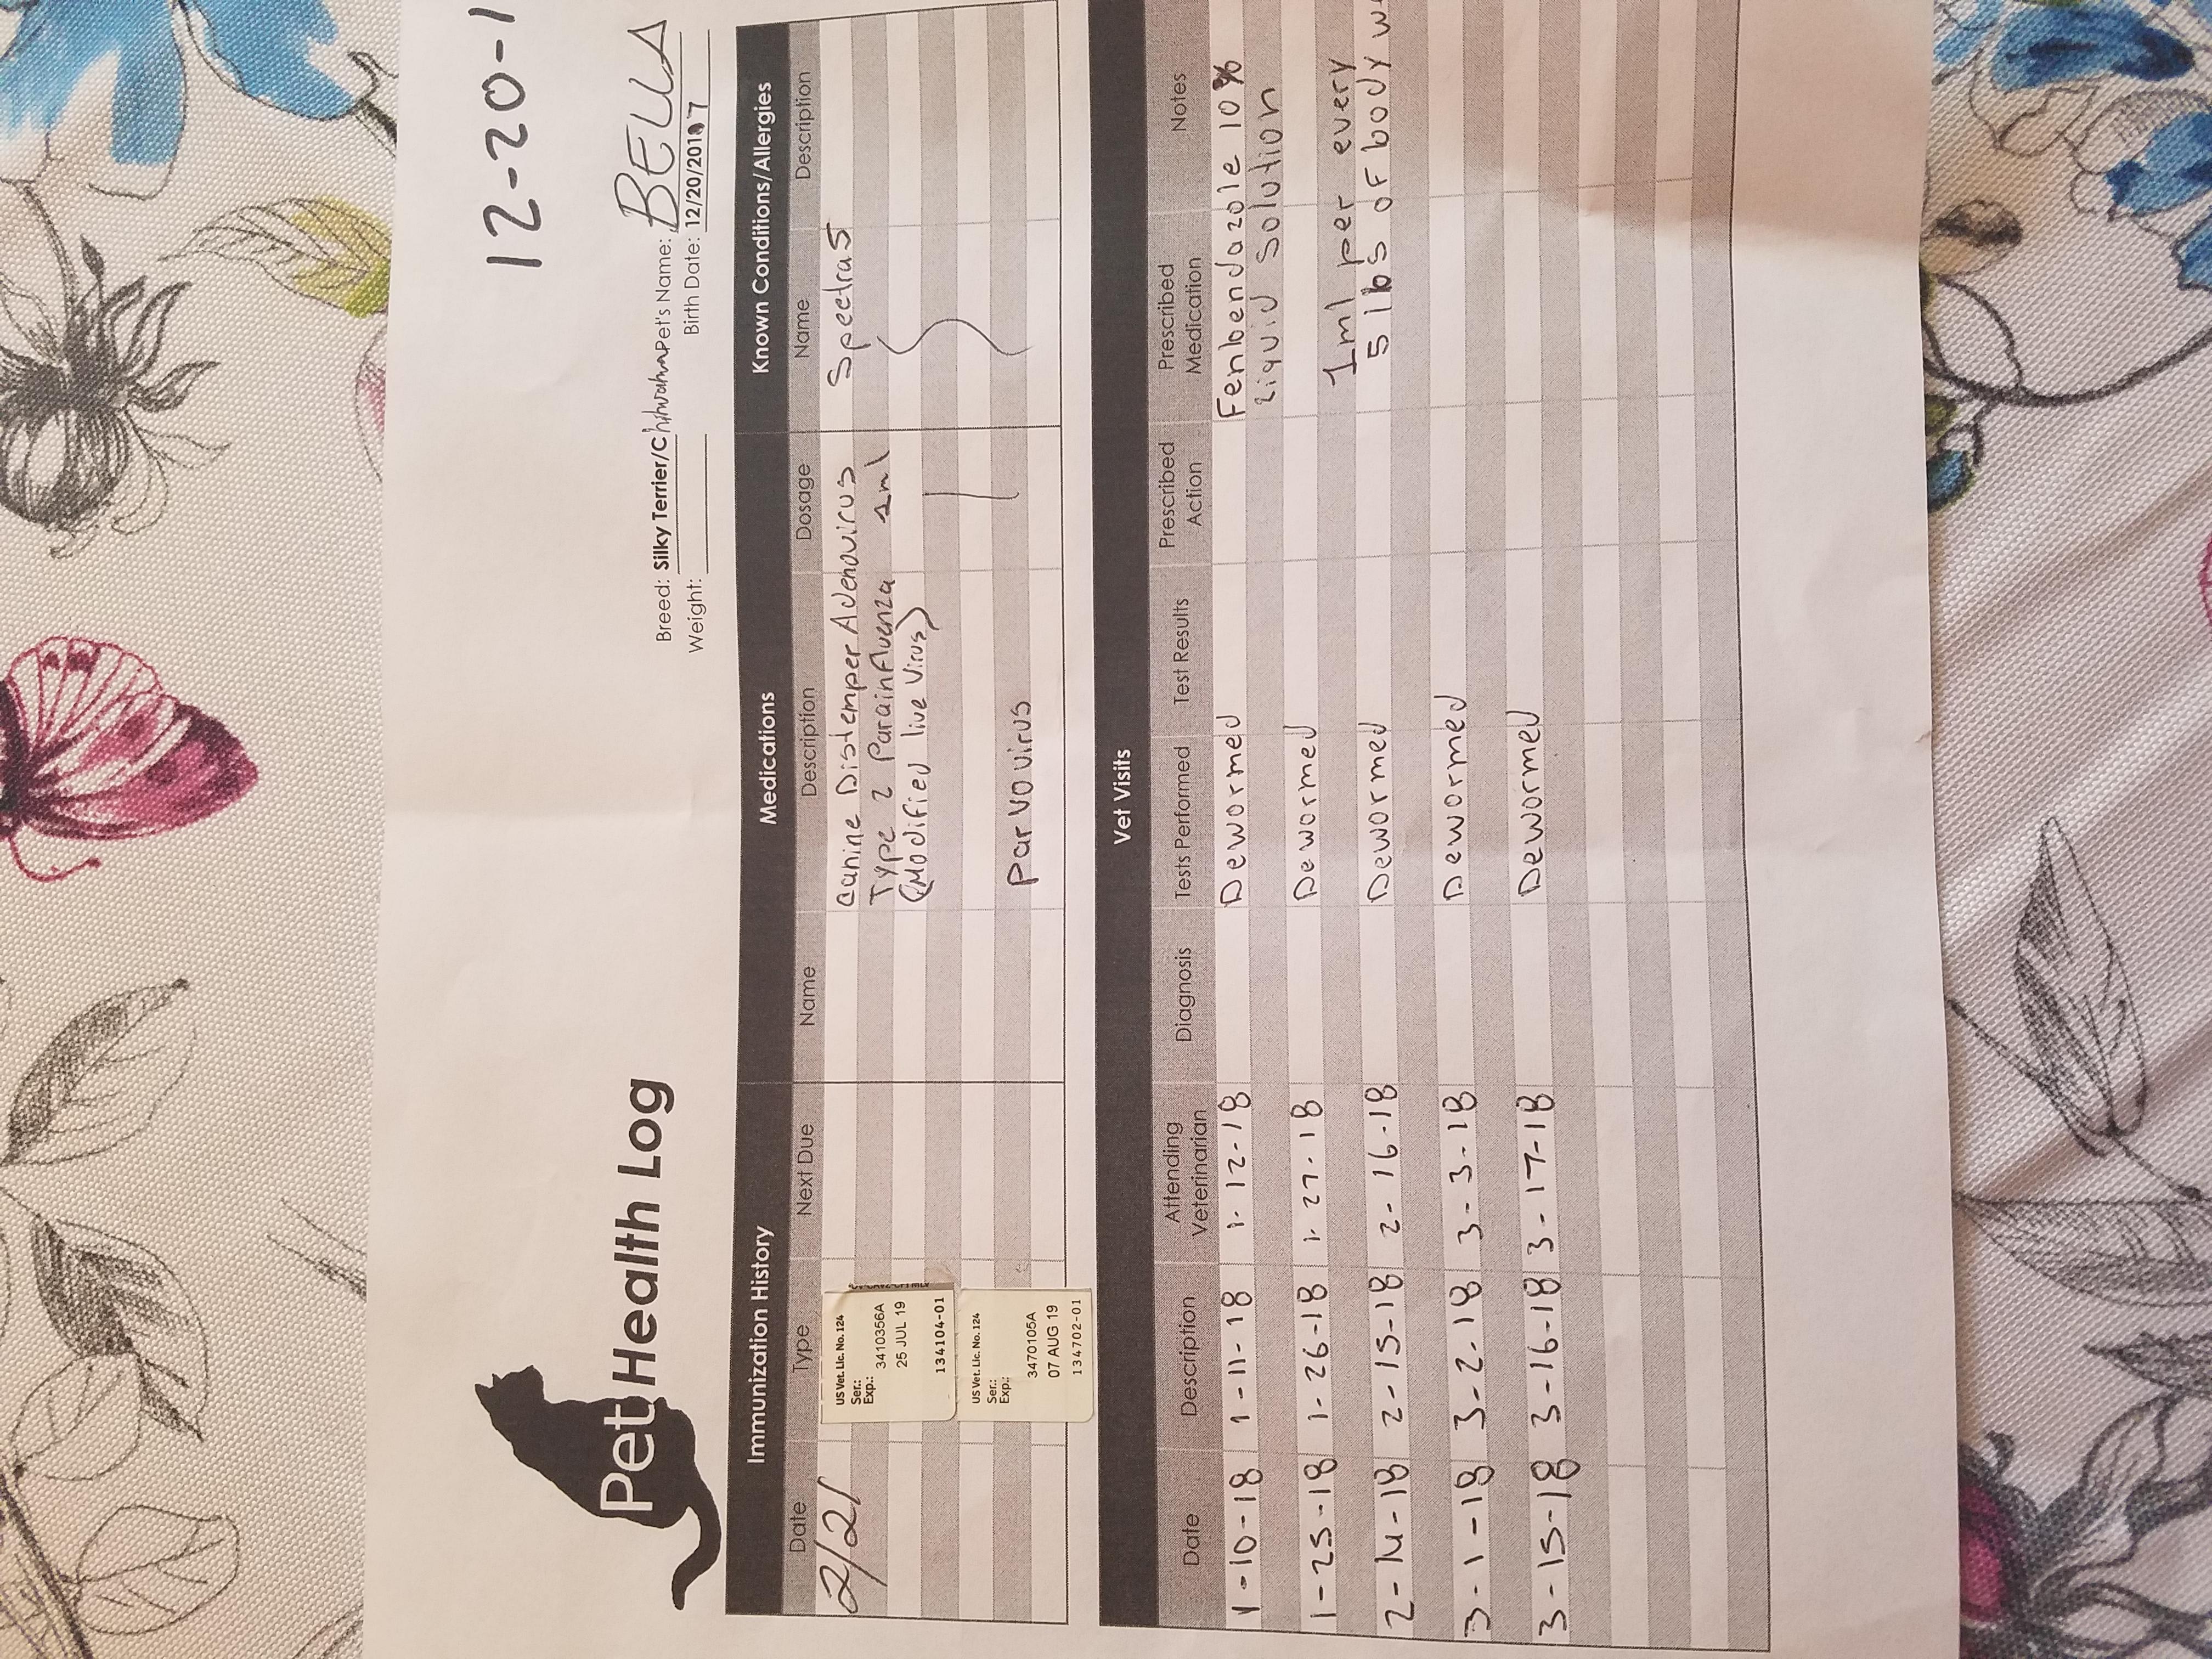 12-20-1
Pet Health Log
Breed: Silky Terrier/Chihuahua Pet's Name: BELLA
Weight: Birth Date: 12/20/2017
Immunization History Medications Known Conditions/Allergies
Date Type Next Due Name Description Dosage Name Description
2/21 Canine Distemper Adenovirus Spectra 5
Type 2 Parainfluenza 1ml
(Modified live Virus)
Parvovirus
US Vet. Lic. No. 124
Ser.: 3410356A
Exp.: 25 JUL 19
134104-01
US Vet. Lic. No. 124
Ser.: 3470105A
Exp.: 07 AUG 19
134702-01
Vet Visits
Date Description Attending Veterinarian Diagnosis Tests Performed Test Results Prescribed Action Prescribed Medication Notes
1-10-18 1-11-18 1-12-18 Dewormed Fenbendazole 10%
Liquid Solution
1-25-18 1-26-18 1-27-18 Dewormed 1ml per every
2-14-18 2-15-18 2-16-18 Dewormed 5 lbs of body w
3-1-18 3-2-18 3-3-18 Dewormed
3-15-18 3-16-18 3-17-18 Dewormed